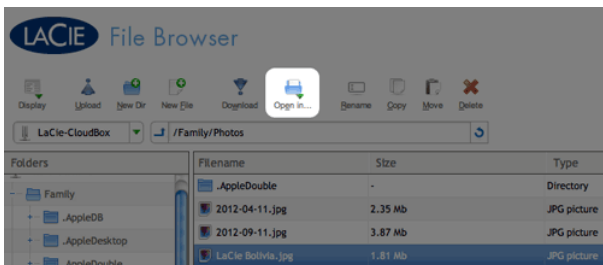 LACIE File Browser
Display Upload New Dir New File Download Open in... Rename Copy Move Delete
LaCie-CloudBox /Family/Photos
Folders Filename Size Type
Family .AppleDouble - Directory
.AppleDB 2012-04-11.jpg 2.35 Mb JPG picture
.AppleDesktop 2012-09-11.jpg 3.87 Mb JPG picture
.AppleDouble LaCie Bolivia.jpg 1.81 Mb JPG picture